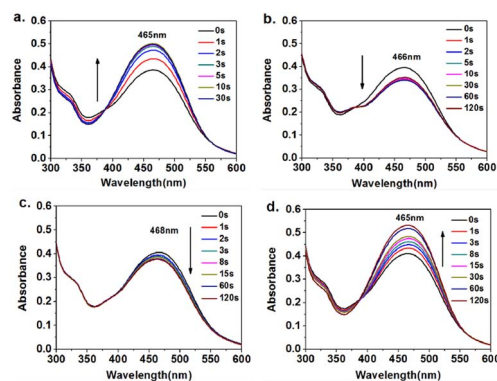 a.
465nm
0s
1s
2s
3s
5s
10s
30s
0.6
0.5
0.4
0.3
0.2
0.1
0.0
Absorbance
300 350 400 450 500 550 600
Wavelength(nm)
b.
466nm
0s
1s
2s
5s
10s
30s
60s
120s
0.6
0.5
0.4
0.3
0.2
0.1
0.0
Absorbance
300 350 400 450 500 550 600
Wavelength(nm)
c.
468nm
0s
1s
2s
3s
8s
15s
60s
120s
0.6
0.5
0.4
0.3
0.2
0.1
0.0
Absorbance
300 350 400 450 500 550 600
Wavelength(nm)
d.
465nm
0s
1s
3s
8s
15s
30s
60s
120s
0.6
0.5
0.4
0.3
0.2
0.1
0.0
Absorbance
300 350 400 450 500 550 600
Wavelength(nm)